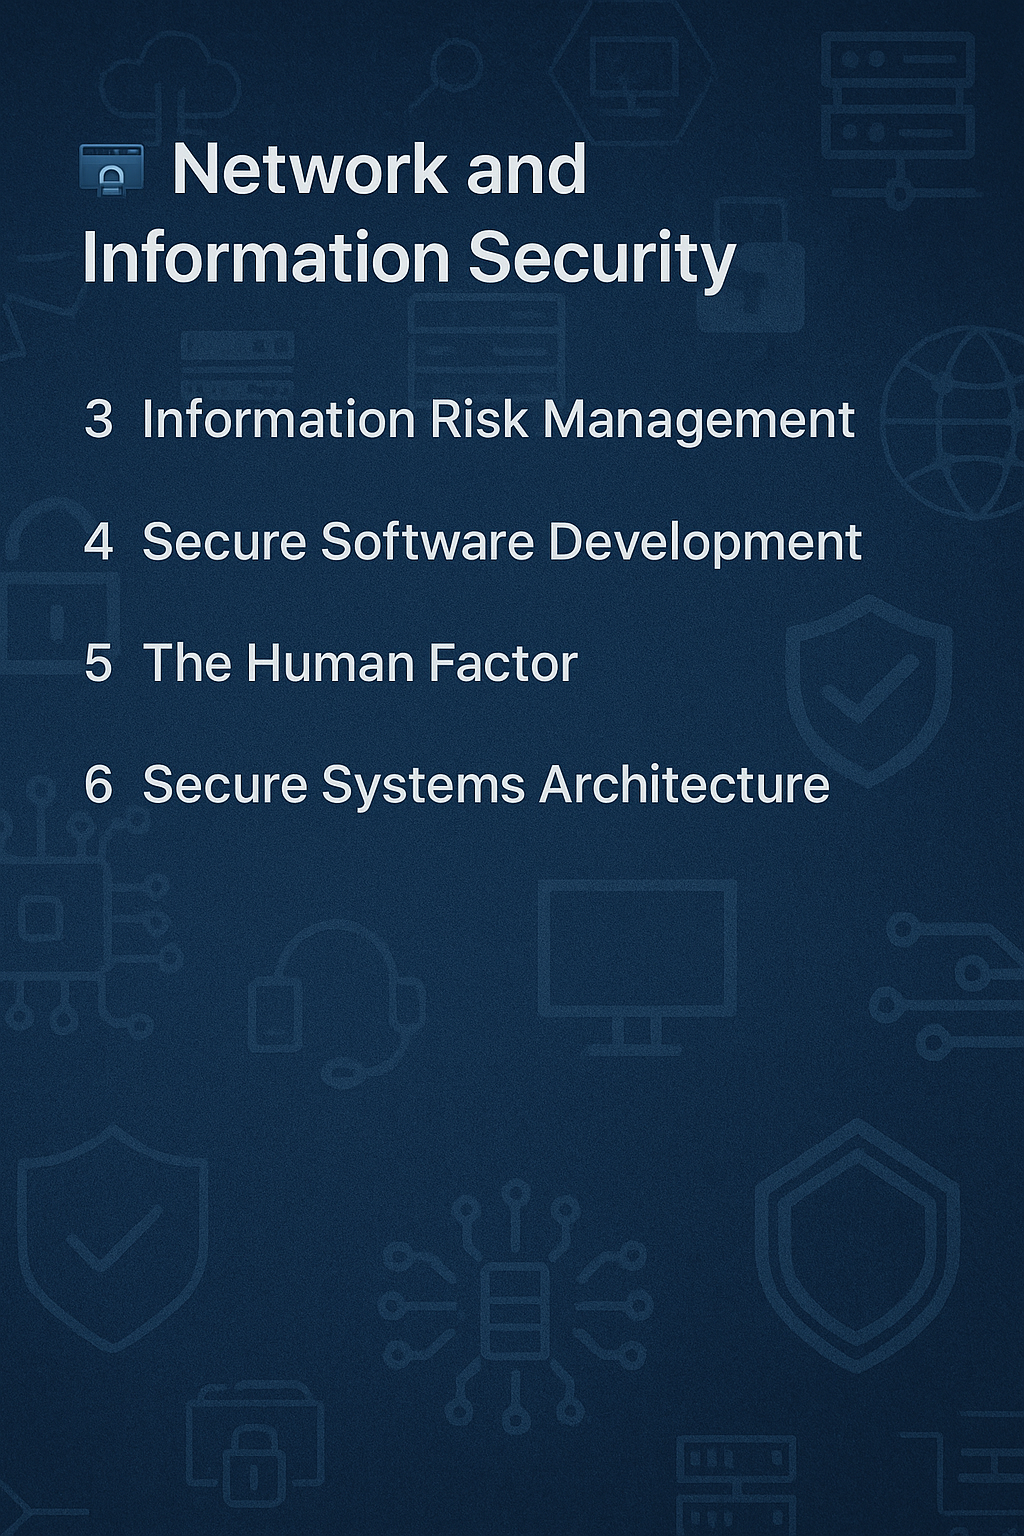 Network and
Information Security
3 Information Risk Management
4 Secure Software Development
5 The Human Factor
6 Secure Systems Architecture